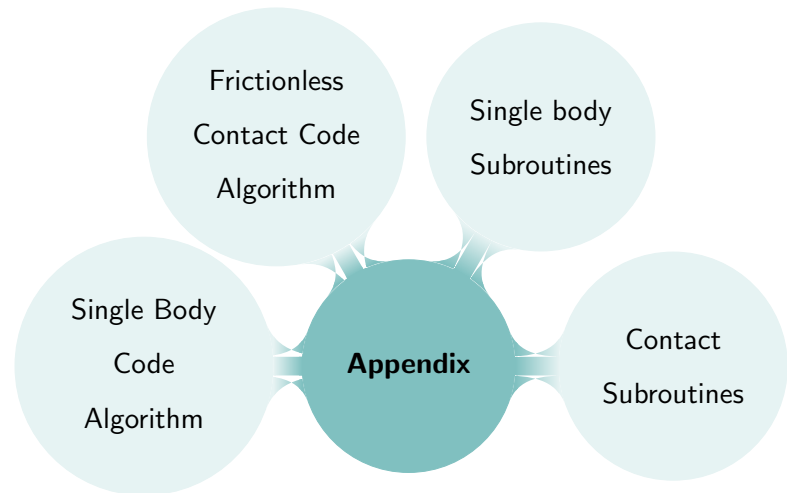 Frictionless
Contact Code
Algorithm
Single body
Subroutines
Single Body
Code
Algorithm
Appendix
Contact
Subroutines